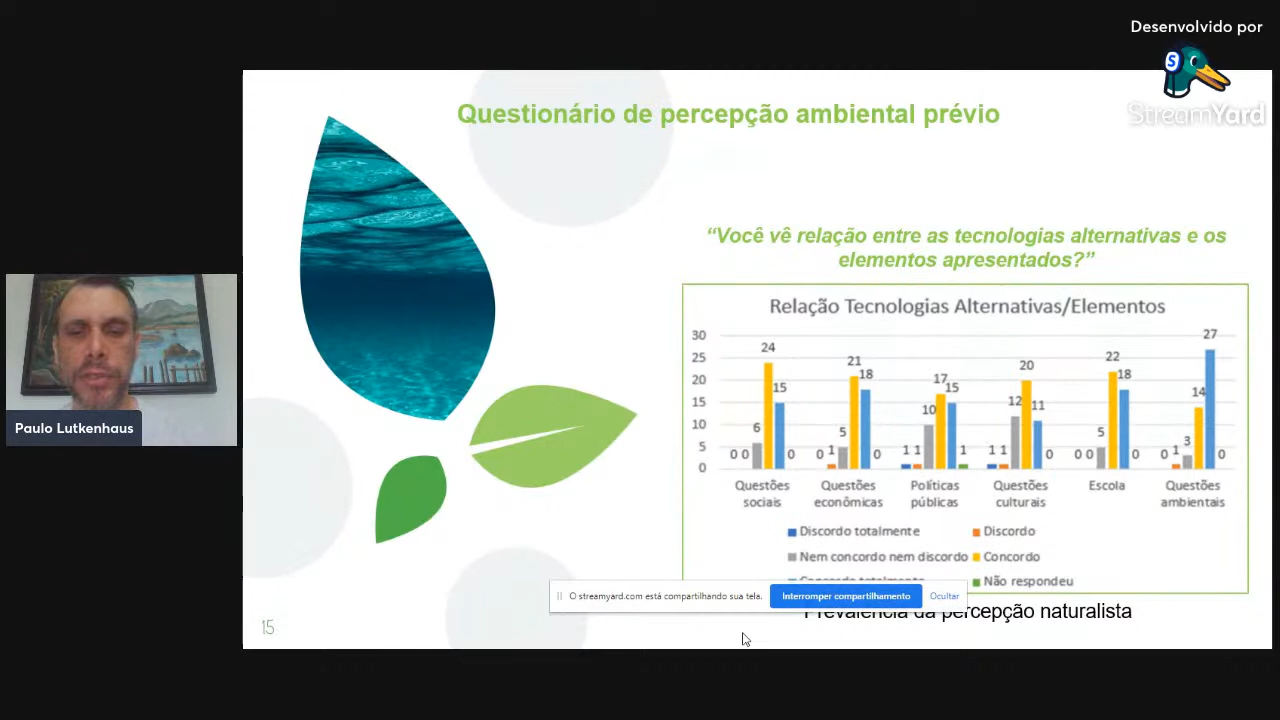 Desenvolvido por
StreamYard
Questionário de percepção ambiental prévio
“Você vê relação entre as tecnologias alternativas e os
elementos apresentados?”
Relação Tecnologias Alternativas/Elementos
30
25
20
15
10
5
0
0 0 6 24 15 0
0 1 5 21 18 0
1 1 10 17 15 1
1 1 12 20 11 0
0 0 5 22 18 0
0 1 3 14 27 0
Questões
sociais
Questões
econômicas
Políticas
públicas
Questões
culturais
Escola
Questões
ambientais
Discordo totalmente
Discordo
Nem concordo nem discordo
Concordo
Concordo totalmente
Não respondeu
O streamyard.com está compartilhando sua tela.
Interromper compartilhamento
Ocultar
Prevalência da percepção naturalista
15
Paulo Lutkenhaus